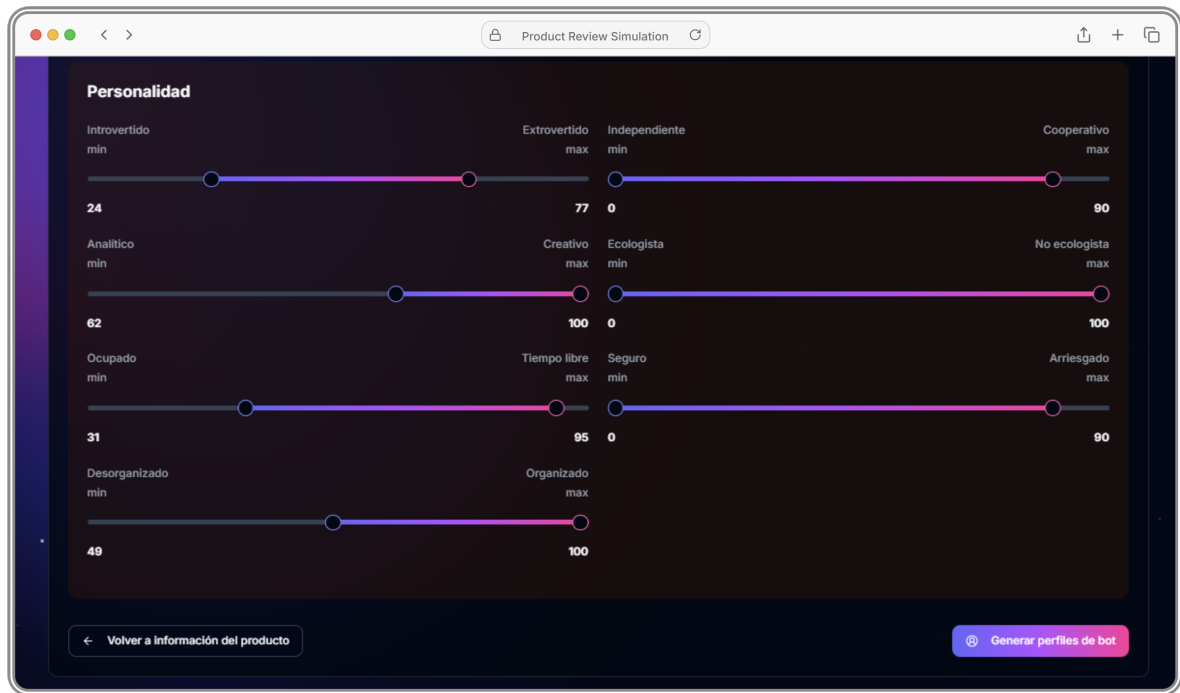 Product Review Simulation
Personalidad
Introvertido Extrovertido
min max
24 77
Independiente Cooperativo
min max
0 90
Analítico Creativo
min max
62 100
Ecologista No ecologista
min max
0 100
Ocupado Tiempo libre
min max
31 95
Seguro Arriesgado
min max
0 90
Desorganizado Organizado
min max
49 100
Volver a información del producto
Generar perfiles de bot